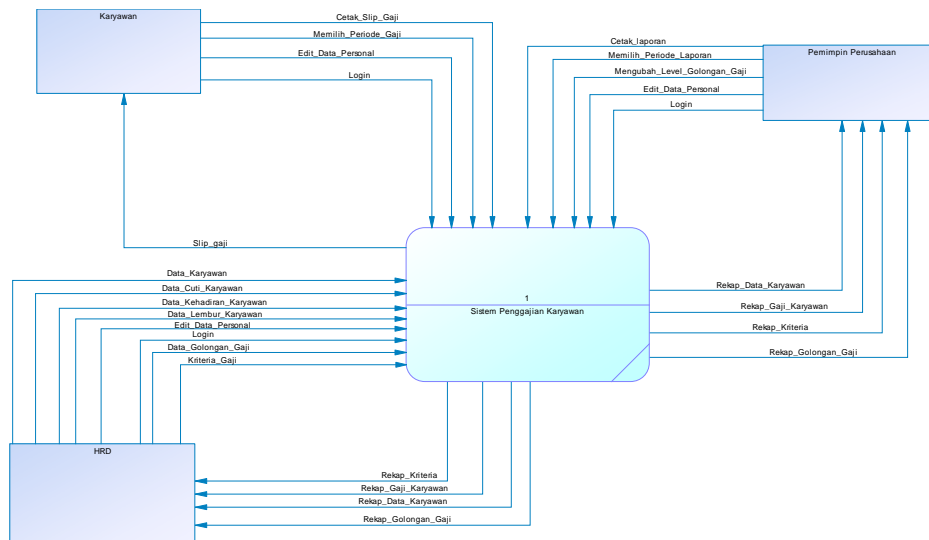 Karyawan
Cetak_Slip_Gaji
Memilih_Periode_Gaji
Edit_Data_Personal
Login
Cetak_laporan
Memilih_Periode_Laporan
Mengubah_Level_Golongan_Gaji
Edit_Data_Personal
Login
Pemimpin Perusahaan
Slip_gaji
Data_Karyawan
Data_Cuti_Karyawan
Data_Kehadiran_Karyawan
Data_Lembur_Karyawan
Edit_Data_Personal
Login
Data_Golongan_Gaji
Kriteria_Gaji
1
Sistem Penggajian Karyawan
Rekap_Data_Karyawan
Rekap_Gaji_Karyawan
Rekap_Kriteria
Rekap_Golongan_Gaji
HRD
Rekap_Kriteria
Rekap_Gaji_Karyawan
Rekap_Data_Karyawan
Rekap_Golongan_Gaji